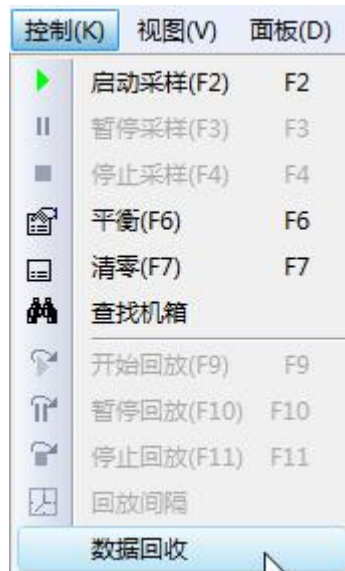 控制(K) 视图(V) 面板(D)
启动采样(F2) F2
暂停采样(F3) F3
停止采样(F4) F4
平衡(F6) F6
清零(F7) F7
查找机箱
开始回放(F9) F9
暂停回放(F10) F10
停止回放(F11) F11
回放间隔
数据回收